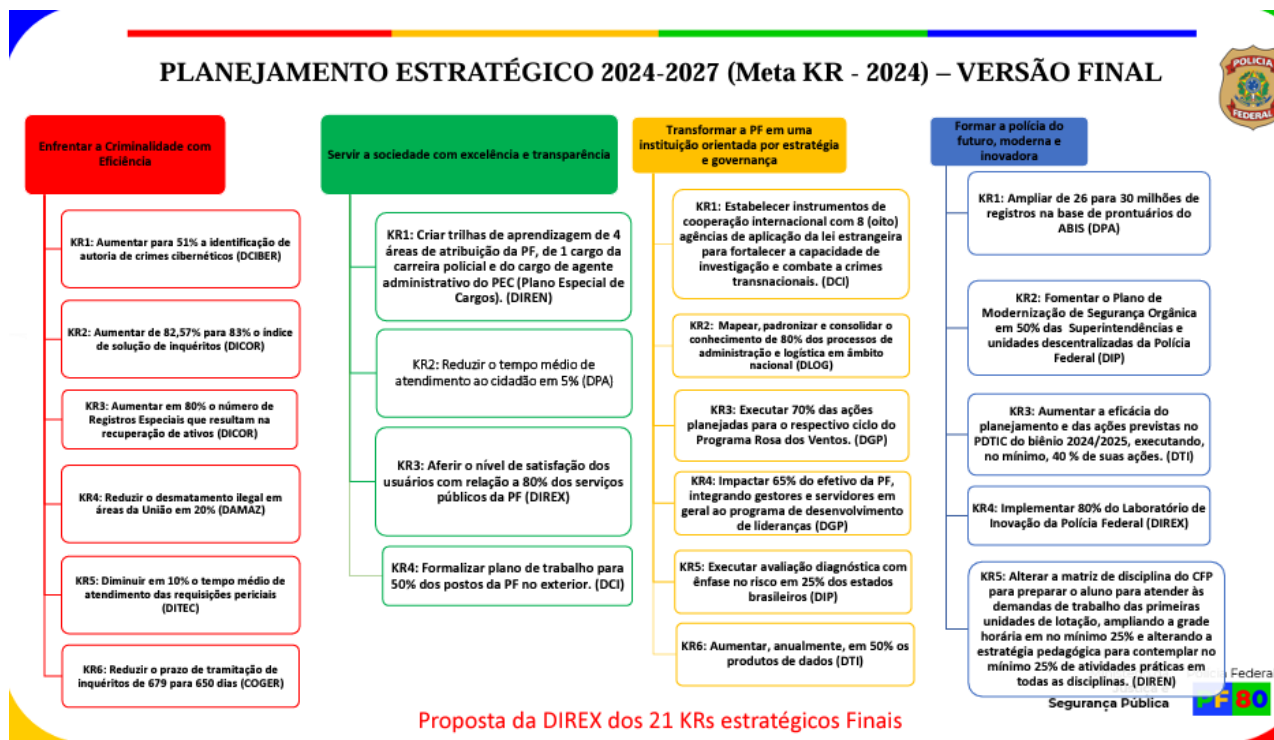 PLANEJAMENTO ESTRATÉGICO 2024-2027 (Meta KR - 2024) – VERSÃO FINAL
POLICIA
FEDERAL
Enfrentar a Criminalidade com
Eficiência
KR1: Aumentar para 51% a identificação de
autoria de crimes cibernéticos (DCIBER)
KR2: Aumentar de 82,57% para 83% o índice
de solução de inquéritos (DICOR)
KR3: Aumentar em 80% o número de
Registros Especiais que resultam na
recuperação de ativos (DICOR)
KR4: Reduzir o desmatamento ilegal em
áreas da União em 20% (DAMAZ)
KR5: Diminuir em 10% o tempo médio de
atendimento das requisições periciais
(DITEC)
KR6: Reduzir o prazo de tramitação de
inquéritos de 679 para 650 dias (COGER)
Servir a sociedade com excelência e transparência
KR1: Criar trilhas de aprendizagem de 4
áreas de atribuição da PF, de 1 cargo da
carreira policial e do cargo de agente
administrativo do PEC (Plano Especial de
Cargos). (DIREN)
KR2: Reduzir o tempo médio de
atendimento ao cidadão em 5% (DPA)
KR3: Aferir o nível de satisfação dos
usuários com relação a 80% dos serviços
públicos da PF (DIREX)
KR4: Formalizar plano de trabalho para
50% dos postos da PF no exterior. (DCI)
Transformar a PF em uma
instituição orientada por estratégia
e governança
KR1: Estabelecer instrumentos de
cooperação internacional com 8 (oito)
agências de aplicação da lei estrangeira
para fortalecer a capacidade de
investigação e combate a crimes
transnacionais. (DCI)
KR2: Mapear, padronizar e consolidar o
conhecimento de 80% dos processos de
administração e logística em âmbito
nacional (DLOG)
KR3: Executar 70% das ações
planejadas para o respectivo ciclo do
Programa Rosa dos Ventos. (DGP)
KR4: Impactar 65% do efetivo da PF,
integrando gestores e servidores em
geral ao programa de desenvolvimento
de lideranças (DGP)
KR5: Executar avaliação diagnóstica com
ênfase no risco em 25% dos estados
brasileiros (DIP)
KR6: Aumentar, anualmente, em 50% os
produtos de dados (DTI)
Formar a polícia do
futuro, moderna e
inovadora
KR1: Ampliar de 26 para 30 milhões de
registros na base de prontuários do
ABIS (DPA)
KR2: Fomentar o Plano de
Modernização de Segurança Orgânica
em 50% das Superintendências e
unidades descentralizadas da Polícia
Federal (DIP)
KR3: Aumentar a eficácia do
planejamento e das ações previstas no
PDTIC do biênio 2024/2025, executando,
no mínimo, 40 % de suas ações. (DTI)
KR4: Implementar 80% do Laboratório de
Inovação da Polícia Federal (DIREX)
KR5: Alterar a matriz de disciplina do CFP
para preparar o aluno para atender às
demandas de trabalho das primeiras
unidades de lotação, ampliando a grade
horária em no mínimo 25% e alterando a
estratégia pedagógica para contemplar no
mínimo 25% de atividades práticas em
todas as disciplinas. (DIREN)
Justiça e
Segurança Pública
PF 80
Proposta da DIREX dos 21 KRs estratégicos Finais